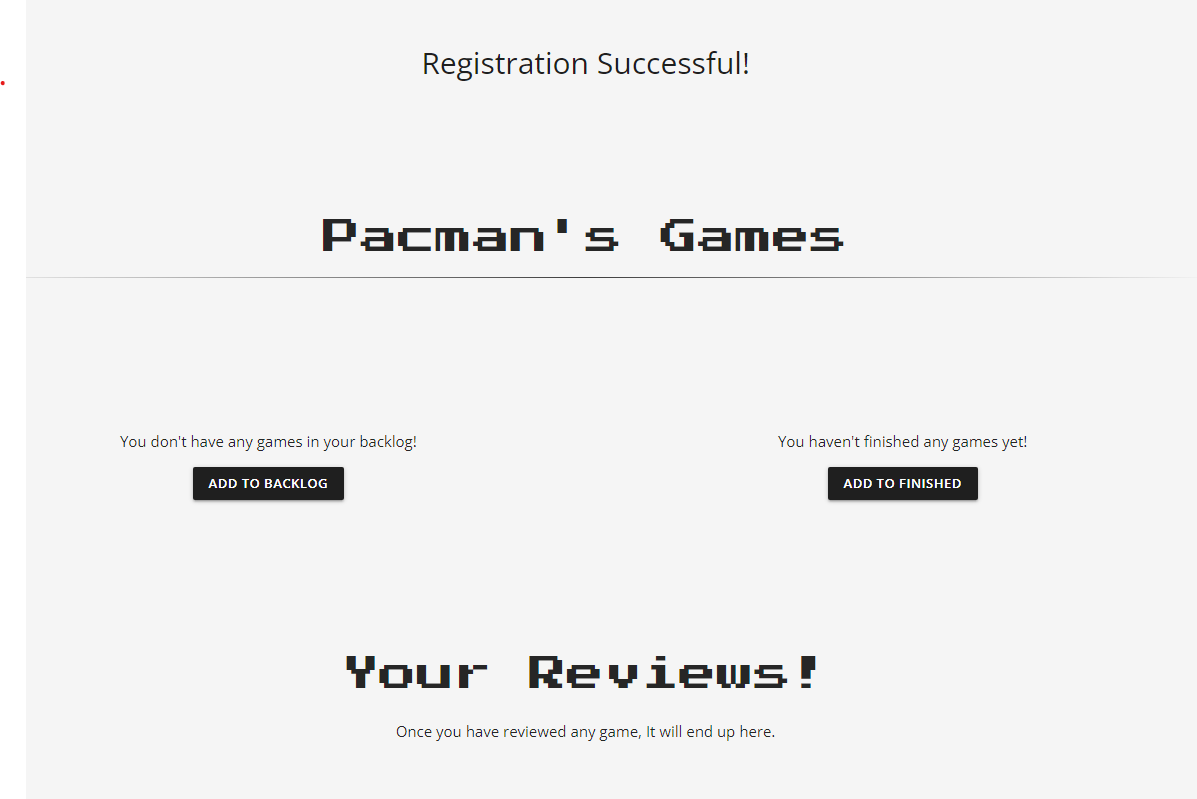 Registration Successful!
Pacman's Games
You don't have any games in your backlog!
ADD TO BACKLOG
You haven't finished any games yet!
ADD TO FINISHED
Your Reviews!
Once you have reviewed any game, It will end up here.